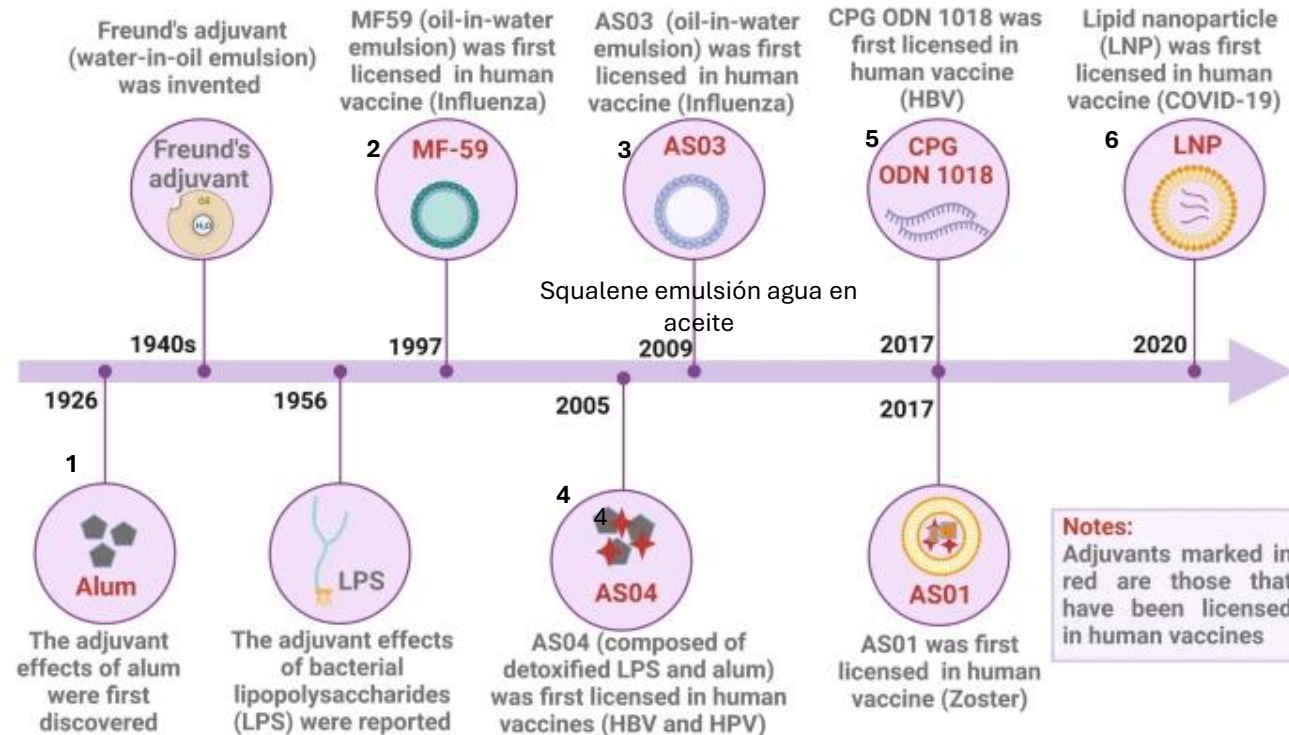 Freund's adjuvant
(water-in-oil emulsion)
was invented
MF59 (oil-in-water
emulsion) was first
licensed in human
vaccine (Influenza)
AS03 (oil-in-water
emulsion) was first
licensed in human
vaccine (Influenza)
CPG ODN 1018 was
first licensed in
human vaccine
(HBV)
Lipid nanoparticle
(LNP) was first
licensed in human
vaccine (COVID-19)
Freund's
adjuvant
Oil
H₂O
2
MF-59
3
AS03
5
CPG
ODN 1018
6
LNP
Squalene emulsión agua en
aceite
1940s
1997
2009
2017
2020
1926
1956
2005
2017
1
Alum
LPS
4
4
AS04
AS01
The adjuvant
effects of alum
were first
discovered
The adjuvant effects
of bacterial
lipopolysaccharides
(LPS) were reported
AS04 (composed of
detoxified LPS and alum)
was first licensed in human
vaccines (HBV and HPV)
AS01 was first
licensed in human
vaccine (Zoster)
Notes:
Adjuvants marked in
red are those that
have been licensed
in human vaccines